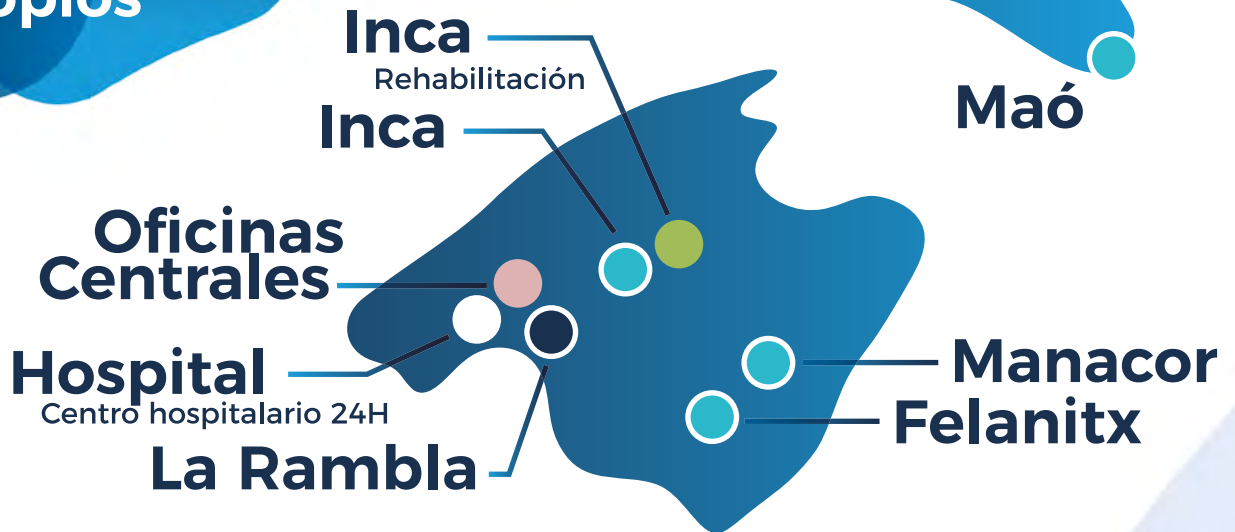 Inca
Rehabilitación
Inca
Maó
Oficinas
Centrales
Hospital
Centro hospitalario 24H
La Rambla
Manacor
Felanitx